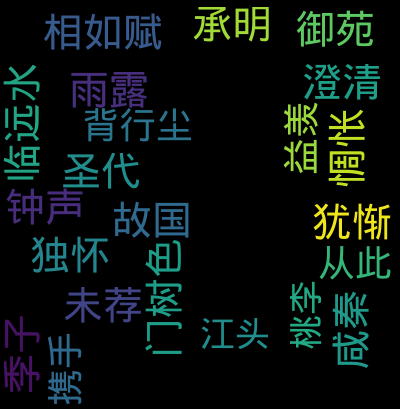 相如赋
承明
御苑
雨露
澄清
临远水
背行尘
益羡
惆怅
圣代
钟声
故国
犹惭
独怀
门树色
从此
未荐
桃李
咸秦
江头
季子
携手